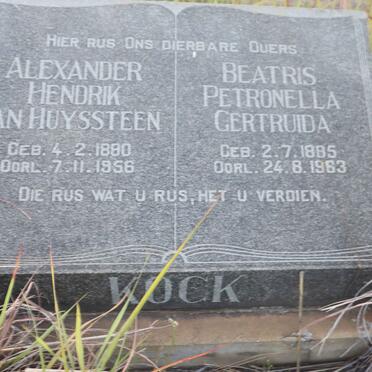 HIER RUS ONS DIERBARE OUERS
ALEXANDER
HENDRIK
AN HUYSSTEEN
GEB. 4.2.1880
OORL. 7.11.1956
BEATRIS
PETRONELLA
GERTRUIDA
GEB. 2.7.1885
OORL. 24.8.1963
DIE RUS WAT U RUS, HET U VERDIEN.
KOCK